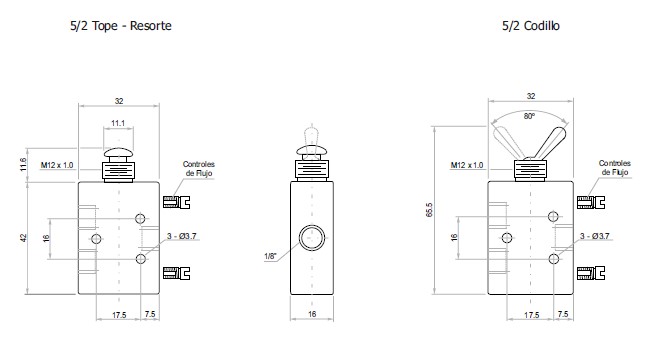 5/2 Tope - Resorte
5/2 Codillo
32
11.1
11.6
M12 x 1.0
Controles
de Flujo
42
16
3 - Ø3.7
17.5
7.5
1/8"
16
32
80º
M12 x 1.0
Controles
de Flujo
65.5
16
3 - Ø3.7
17.5
7.5